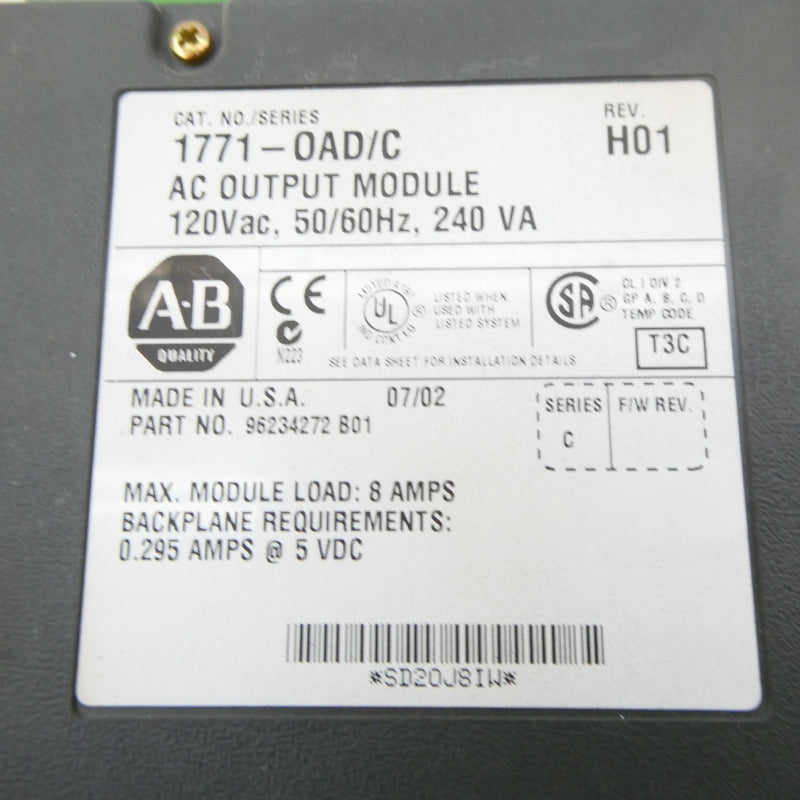 CAT. NO./SERIES
1771-OAD/C
REV.
H01
AC OUTPUT MODULE
120Vac, 50/60Hz, 240 VA
A-B
QUALITY
CE
N223
UL
®
LISTED WHEN
USED WITH
LISTED SYSTEM
SA
®
CL I DIV 2
GP A, B, C, D
TEMP CODE
T3C
SEE DATA SHEET FOR INSTALLATION DETAILS
MADE IN U.S.A.
07/02
PART NO. 96234272 B01
SERIES
C
F/W REV.
MAX. MODULE LOAD: 8 AMPS
BACKPLANE REQUIREMENTS:
0.295 AMPS @ 5 VDC
*SD20J8IW*